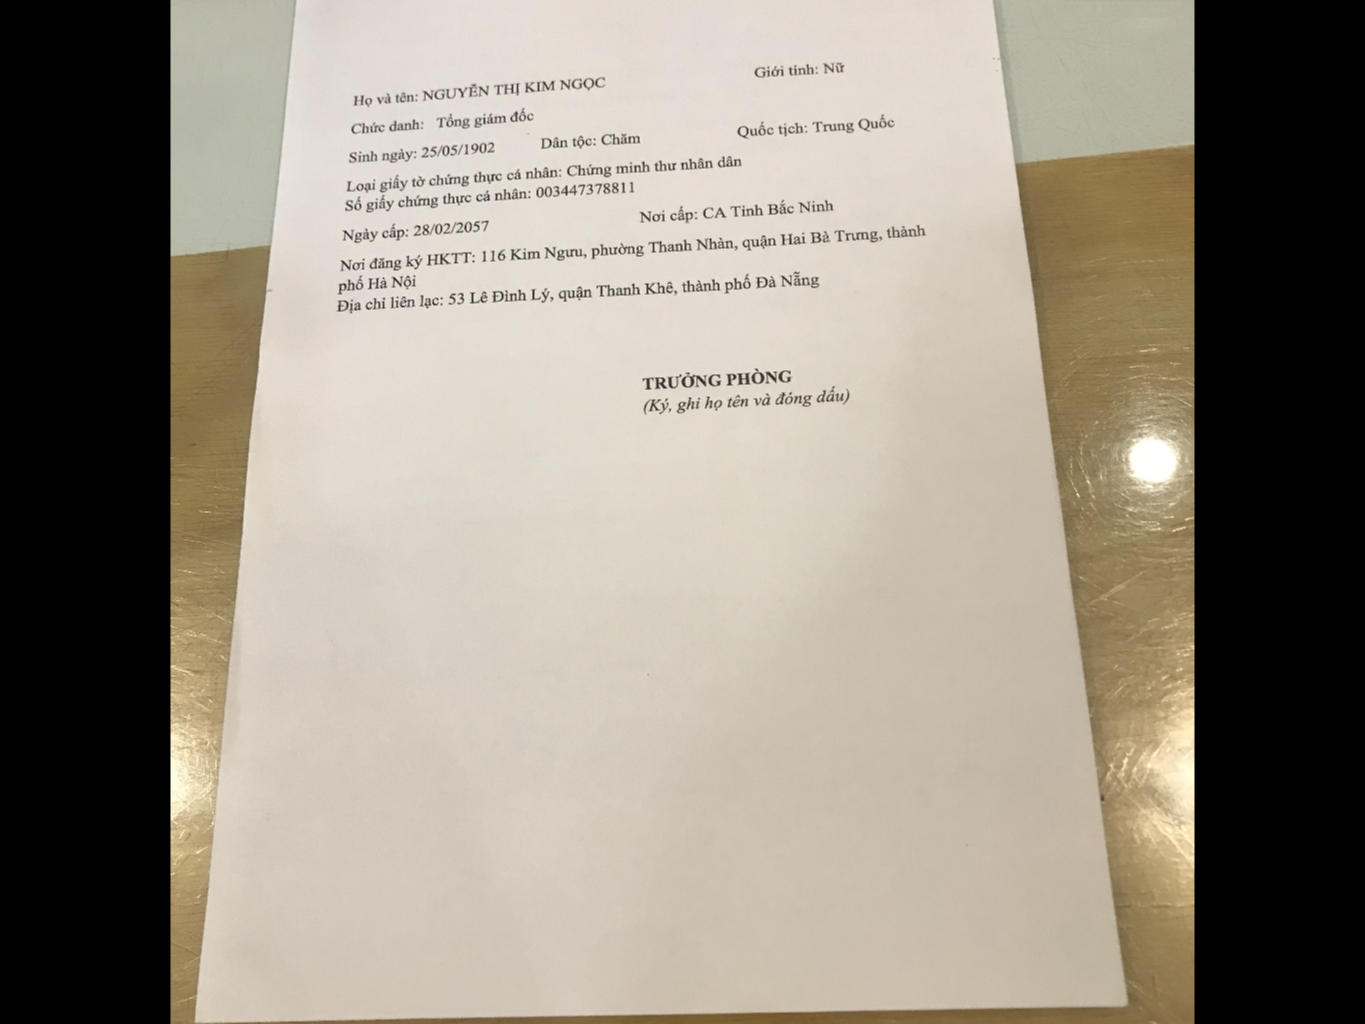 Họ và tên: NGUYỄN THỊ KIM NGỌC Giới tính: Nữ
Chức danh: Tổng giám đốc
Sinh ngày: 25/05/1902 Dân tộc: Chăm Quốc tịch: Trung Quốc
Loại giấy tờ chứng thực cá nhân: Chứng minh thư nhân dân
Số giấy chứng thực cá nhân: 003447378811
Ngày cấp: 28/02/2057 Nơi cấp: CA Tỉnh Bắc Ninh
Nơi đăng ký HKTT: 116 Kim Ngưu, phường Thanh Nhàn, quận Hai Bà Trưng, thành
phố Hà Nội
Địa chỉ liên lạc: 53 Lê Đình Lý, quận Thanh Khê, thành phố Đà Nẵng
TRƯỞNG PHÒNG
(Ký, ghi họ tên và đóng dấu)